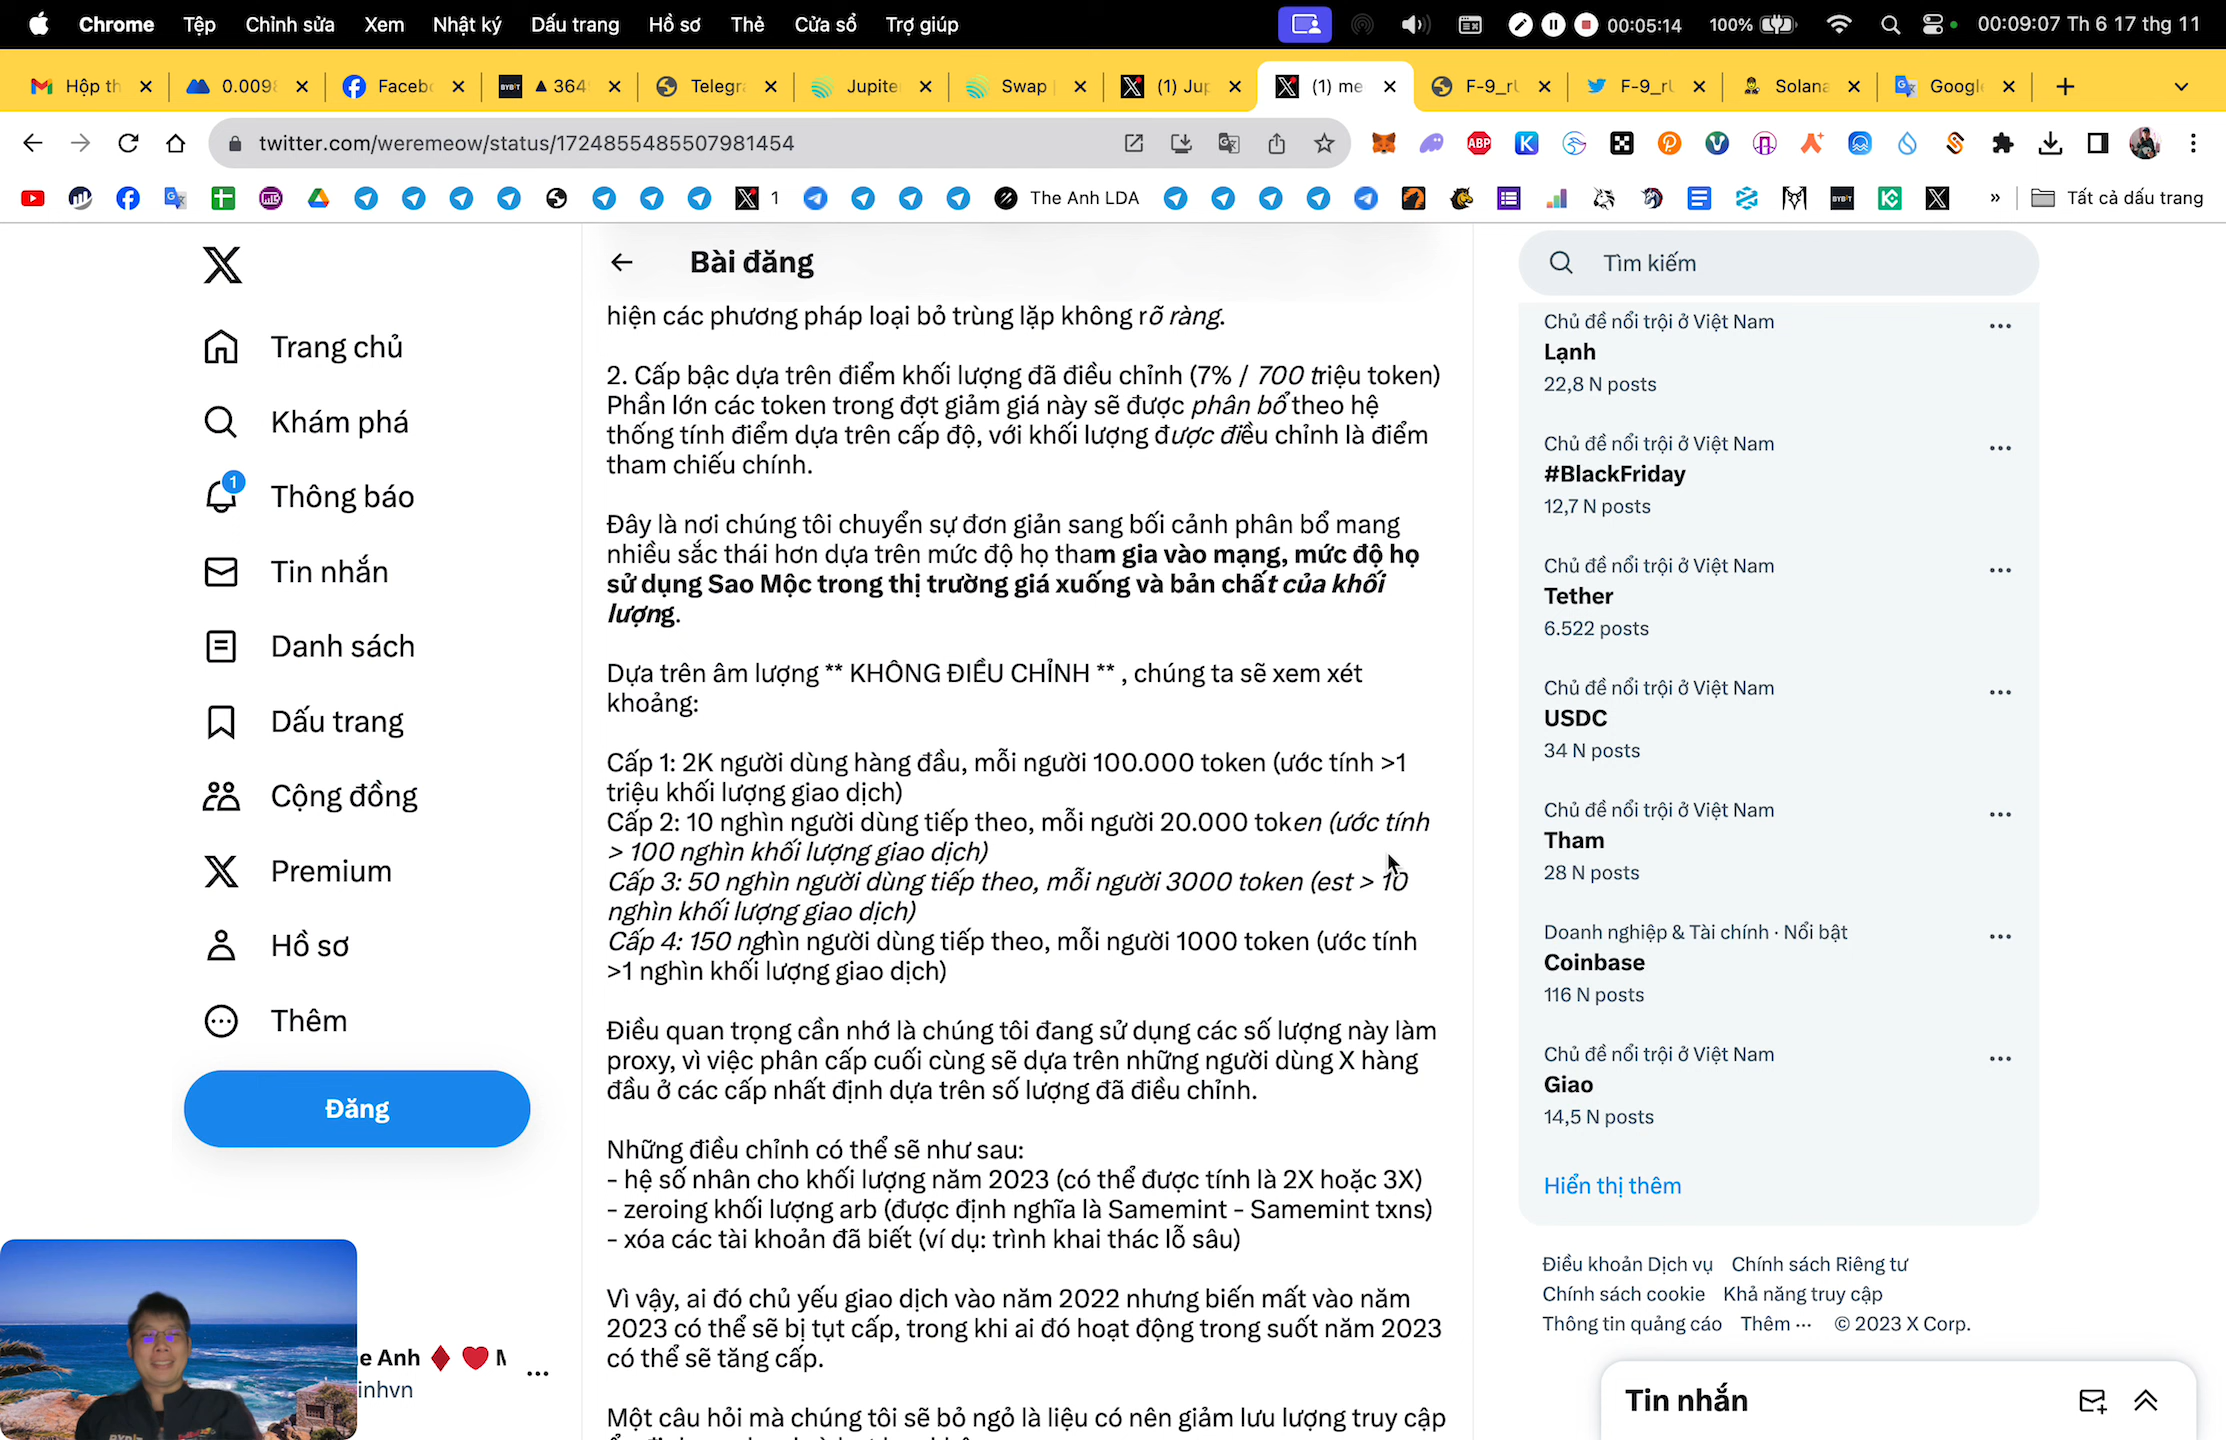 Chrome Tệp Chỉnh sửa Xem Nhật ký Dấu trang Hồ sơ Thẻ Cửa sổ Trợ giúp 00:05:14 100% 00:09:07 Th 6 17 thg 11
Hộp th 0.009 Faceb BYBIT ▲ 364 Telegr Jupite Swap (1) Jup (1) me F-9_rU F-9_rU Solana Googl
twitter.com/weremeow/status/1724855485507981454
1 The Anh LDA » Tất cả dấu trang
Trang chủ
Khám phá
1
Thông báo
Tin nhắn
Danh sách
Dấu trang
Cộng đồng
Premium
Hồ sơ
Thêm
Đăng
e Anh
inhvn
Bài đăng
hiện các phương pháp loại bỏ trùng lặp không rõ ràng.
2. Cấp bậc dựa trên điểm khối lượng đã điều chỉnh (7% / 700 triệu token)
Phần lớn các token trong đợt giảm giá này sẽ được phân bổ theo hệ
thống tính điểm dựa trên cấp độ, với khối lượng được điều chỉnh là điểm
tham chiếu chính.
Đây là nơi chúng tôi chuyển sự đơn giản sang bối cảnh phân bổ mang
nhiều sắc thái hơn dựa trên mức độ họ tham gia vào mạng, mức độ họ
sử dụng Sao Mộc trong thị trường giá xuống và bản chất của khối
lượng.
Dựa trên âm lượng ** KHÔNG ĐIỀU CHỈNH ** , chúng ta sẽ xem xét
khoảng:
Cấp 1: 2K người dùng hàng đầu, mỗi người 100.000 token (ước tính >1
triệu khối lượng giao dịch)
Cấp 2: 10 nghìn người dùng tiếp theo, mỗi người 20.000 token (ước tính
> 100 nghìn khối lượng giao dịch)
Cấp 3: 50 nghìn người dùng tiếp theo, mỗi người 3000 token (est > 10
nghìn khối lượng giao dịch)
Cấp 4: 150 nghìn người dùng tiếp theo, mỗi người 1000 token (ước tính
>1 nghìn khối lượng giao dịch)
Điều quan trọng cần nhớ là chúng tôi đang sử dụng các số lượng này làm
proxy, vì việc phân cấp cuối cùng sẽ dựa trên những người dùng X hàng
đầu ở các cấp nhất định dựa trên số lượng đã điều chỉnh.
Những điều chỉnh có thể sẽ như sau:
- hệ số nhân cho khối lượng năm 2023 (có thể được tính là 2X hoặc 3X)
- zeroing khối lượng arb (được định nghĩa là Samemint - Samemint txns)
- xóa các tài khoản đã biết (ví dụ: trình khai thác lỗ sâu)
Vì vậy, ai đó chủ yếu giao dịch vào năm 2022 nhưng biến mất vào năm
2023 có thể sẽ bị tụt cấp, trong khi ai đó hoạt động trong suốt năm 2023
có thể sẽ tăng cấp.
Một câu hỏi mà chúng tôi sẽ bỏ ngỏ là liệu có nên giảm lưu lượng truy cập
Tìm kiếm
Chủ đề nổi trội ở Việt Nam
Lạnh
22,8 N posts
Chủ đề nổi trội ở Việt Nam
#BlackFriday
12,7 N posts
Chủ đề nổi trội ở Việt Nam
Tether
6.522 posts
Chủ đề nổi trội ở Việt Nam
USDC
34 N posts
Chủ đề nổi trội ở Việt Nam
Tham
28 N posts
Doanh nghiệp & Tài chính · Nổi bật
Coinbase
116 N posts
Chủ đề nổi trội ở Việt Nam
Giao
14,5 N posts
Hiển thị thêm
Điều khoản Dịch vụ Chính sách Riêng tư
Chính sách cookie Khả năng truy cập
Thông tin quảng cáo Thêm ··· © 2023 X Corp.
Tin nhắn